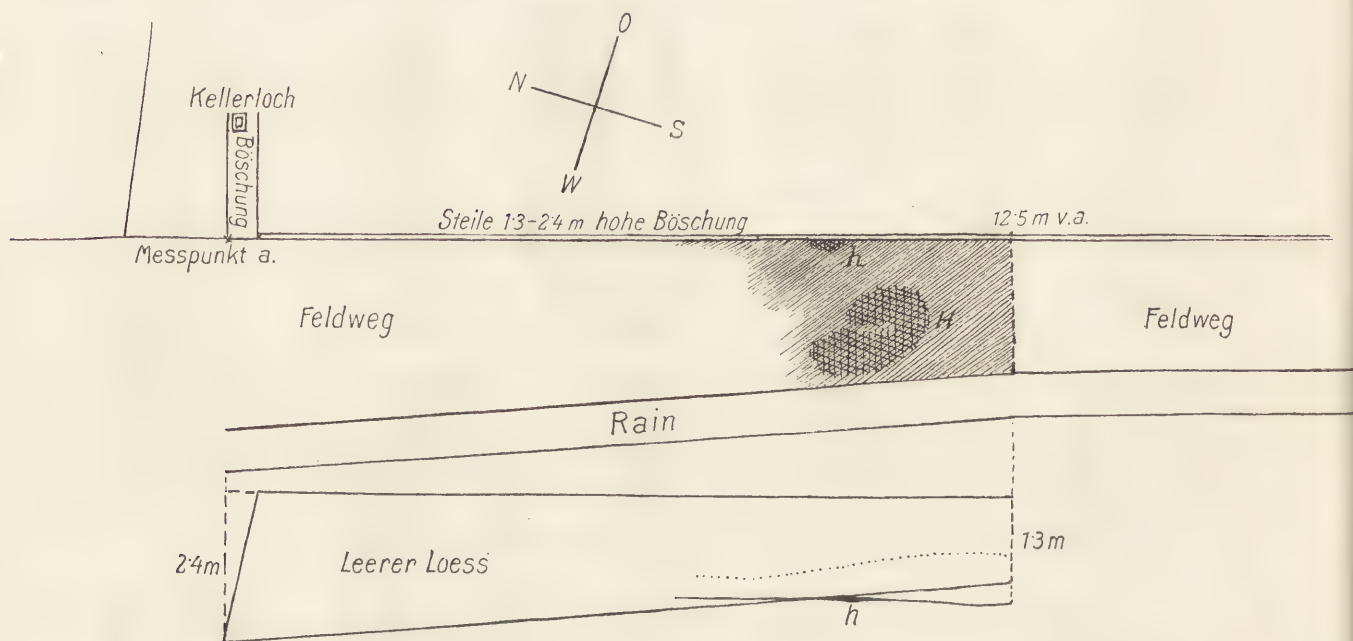 O
N
S
W
Kellerloch
Böschung
Steile 1·3-2·4 m hohe Böschung
12·5 m v.a.
Messpunkt a.
h
Feldweg
H
Feldweg
Rain
2·4m
Leerer Loess
1·3m
h